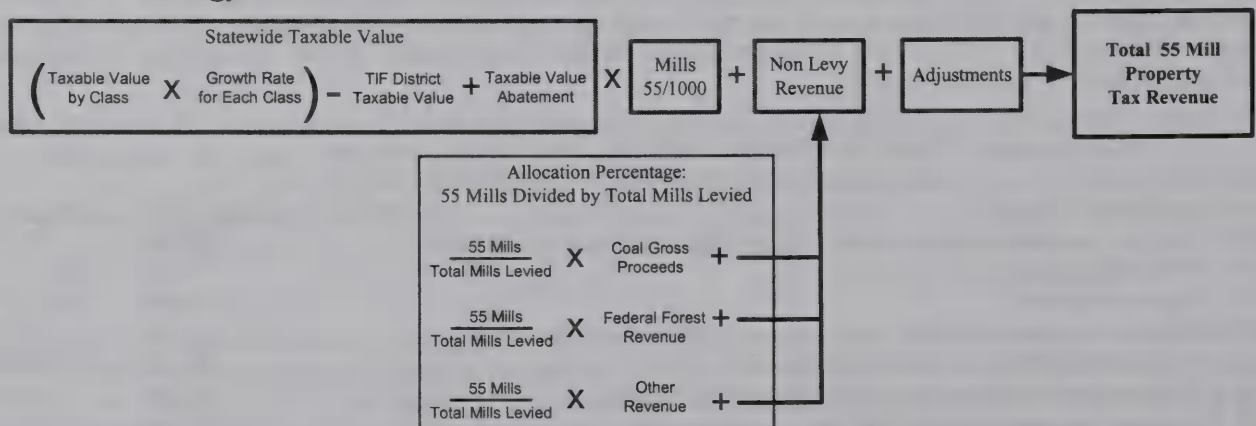 Statewide Taxable Value
( Taxable Value by Class X Growth Rate for Each Class ) − TIF District Taxable Value + Taxable Value Abatement X Mills 55/1000 + Non Levy Revenue + Adjustments Total 55 Mill Property Tax Revenue
Allocation Percentage:
55 Mills Divided by Total Mills Levied
55 Mills
Total Mills Levied X Coal Gross Proceeds +
55 Mills
Total Mills Levied X Federal Forest Revenue +
55 Mills
Total Mills Levied X Other Revenue +